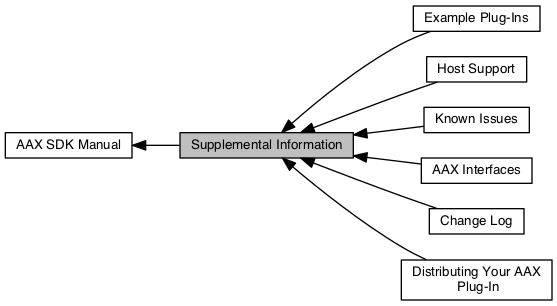 Example Plug-Ins
Host Support
Known Issues
AAX SDK Manual
Supplemental Information
AAX Interfaces
Change Log
Distributing Your AAX
Plug-In